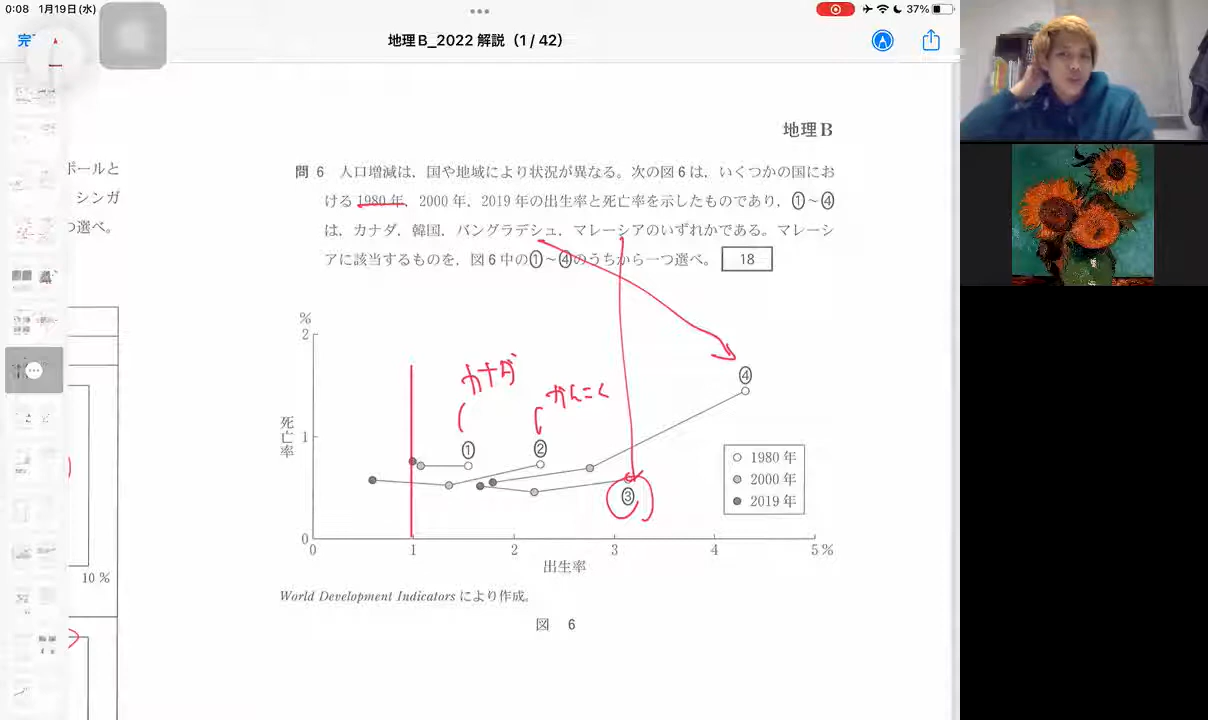 0:08 1月19日(水)
37%
完
地理B_2022 解説（1 / 42）
地理B
ボールと
シンガ
つ選べ。
10 %
問 6 人口増減は，国や地域により状況が異なる。次の図6は，いくつかの国にお
ける 1980 年，2000 年，2019 年の出生率と死亡率を示したものであり，①～④
は，カナダ，韓国，バングラデシュ，マレーシアのいずれかである。マレーシ
アに該当するものを，図6中の①～④のうちから一つ選べ。 18
%
2
死亡率
1
0
カナダ
かんこく
①
②
③
④
1980 年
2000 年
2019 年
0 1 2 3 4 5 %
出生率
World Development Indicators により作成。
図 6